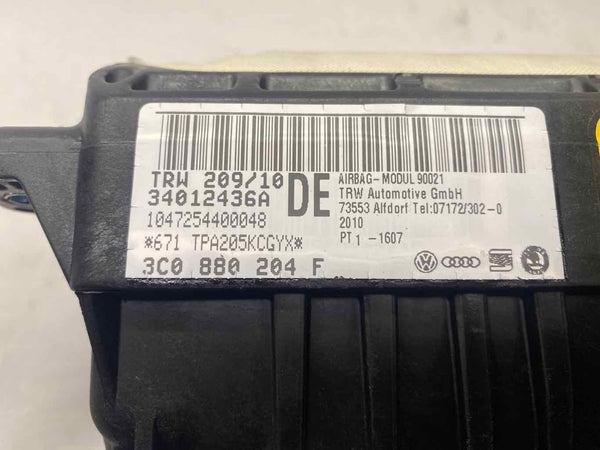 TRW 209/10
34012436A
DE
1047254400048
*671 TPA205KCGYX*
3C0 880 204 F
AIRBAG-MODUL 90021
TRW Automotive GmbH
73553 Alfdorf Tel:07172/302-0
2010
PT1 -1607